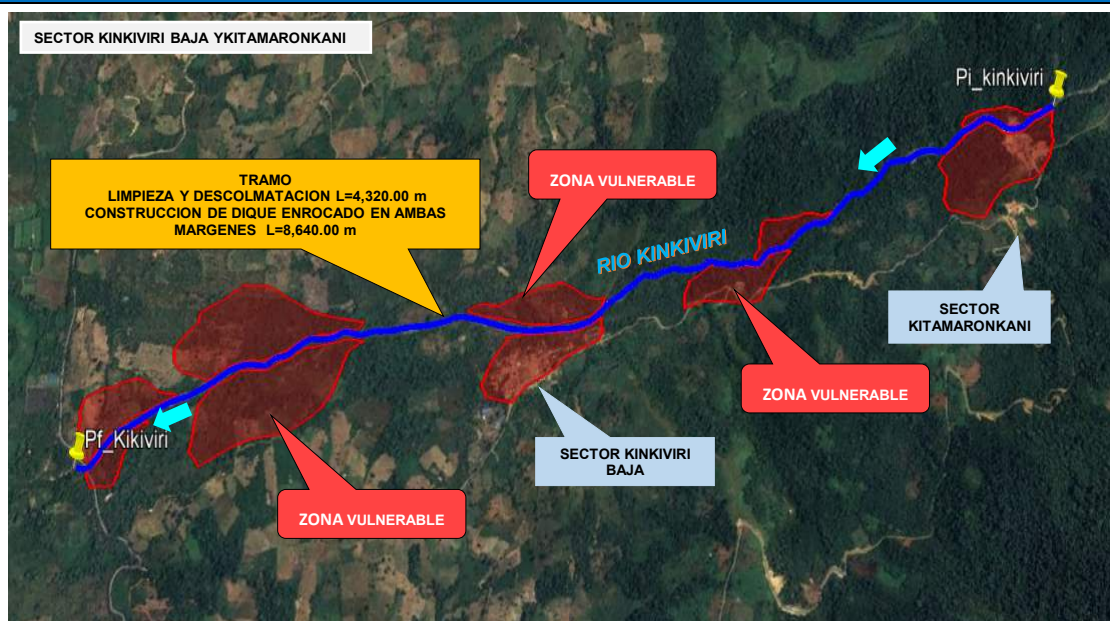 SECTOR KINKIVIRI BAJA YKITAMARONKANI
Pi_kinkiviri
TRAMO
LIMPIEZA Y DESCOLMATACION L=4,320.00 m
CONSTRUCCION DE DIQUE ENROCADO EN AMBAS
MARGENES L=8,640.00 m
ZONA VULNERABLE
RIO KINKIVIRI
SECTOR
KITAMARONKANI
ZONA VULNERABLE
Pf_Kikiviri
SECTOR KINKIVIRI
BAJA
ZONA VULNERABLE